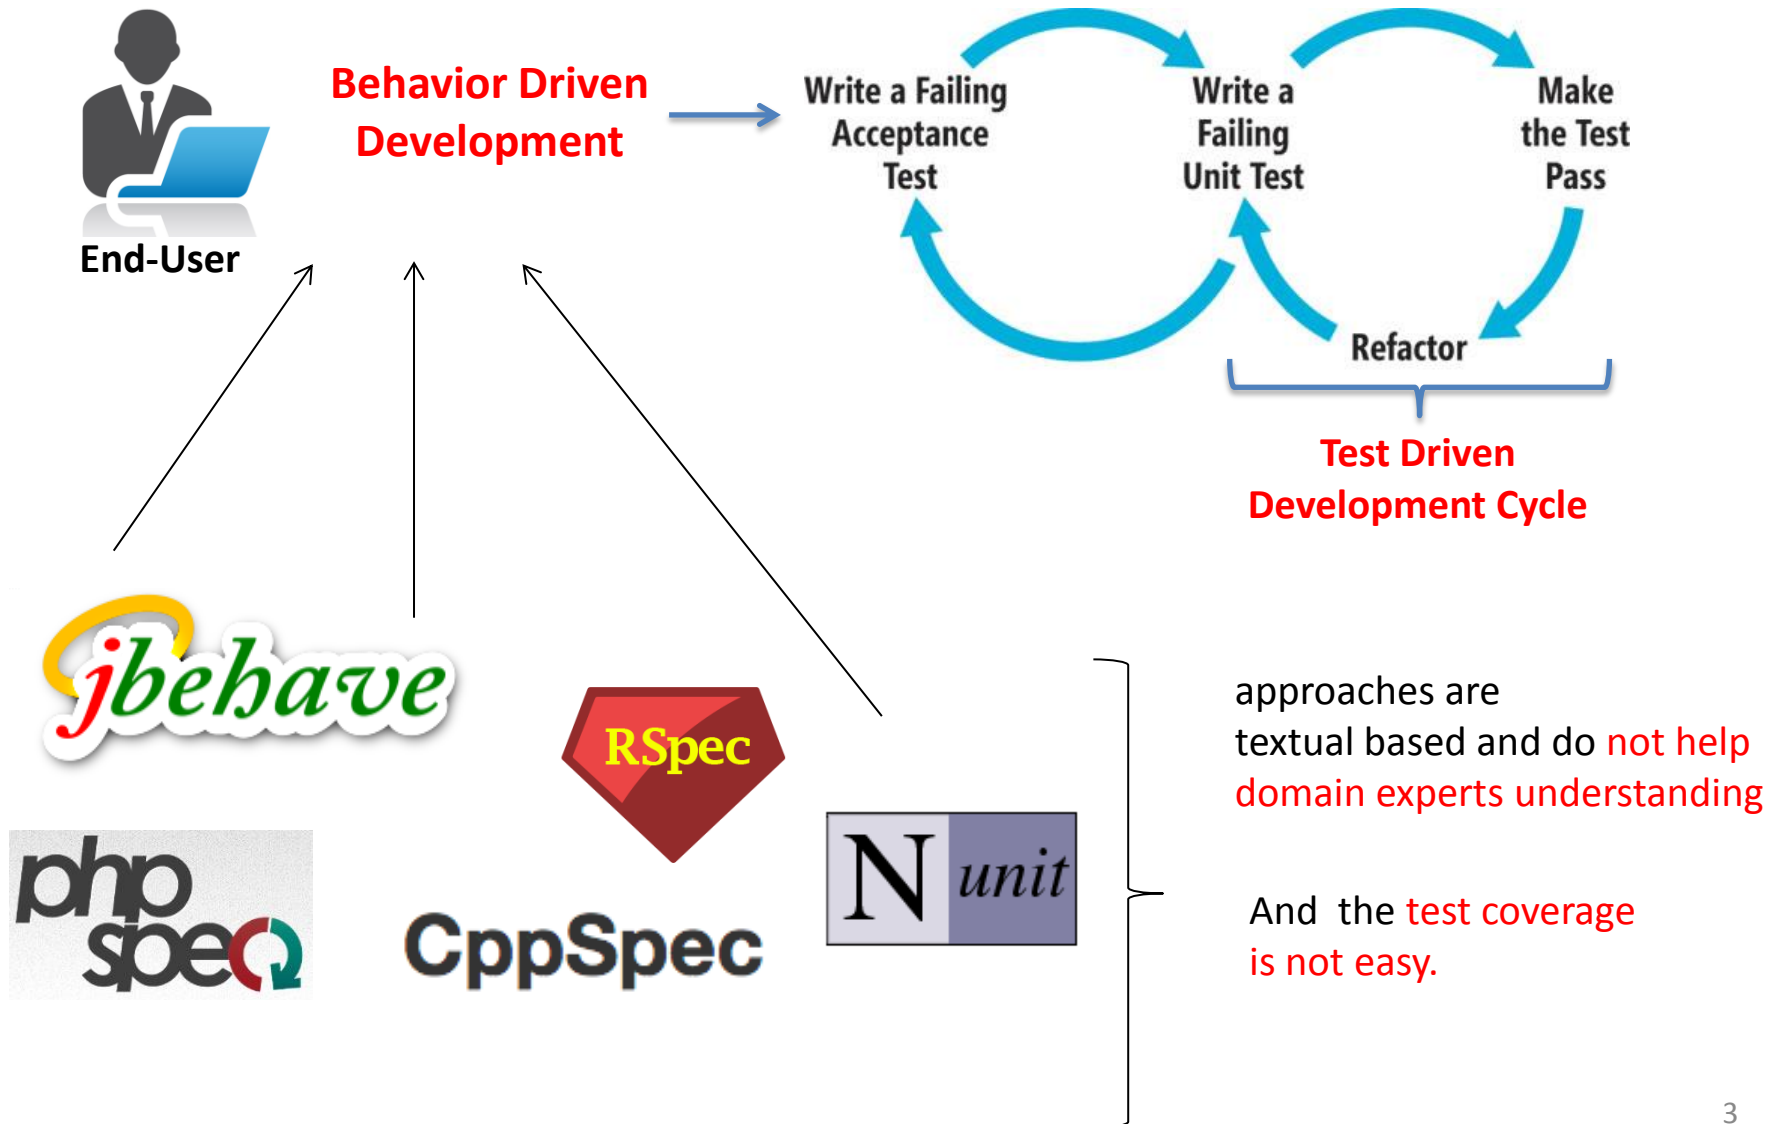 Behavior Driven
Development
End-User
Write a Failing
Acceptance
Test
Write a
Failing
Unit Test
Make
the Test
Pass
Refactor
Test Driven
Development Cycle
jbehave
RSpec
php
spec
CppSpec
N unit
approaches are
textual based and do not help
domain experts understanding
And the test coverage
is not easy.
3